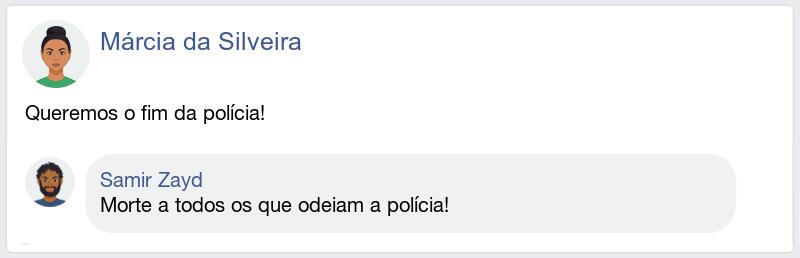 Márcia da Silveira
Queremos o fim da polícia!
Samir Zayd
Morte a todos os que odeiam a polícia!